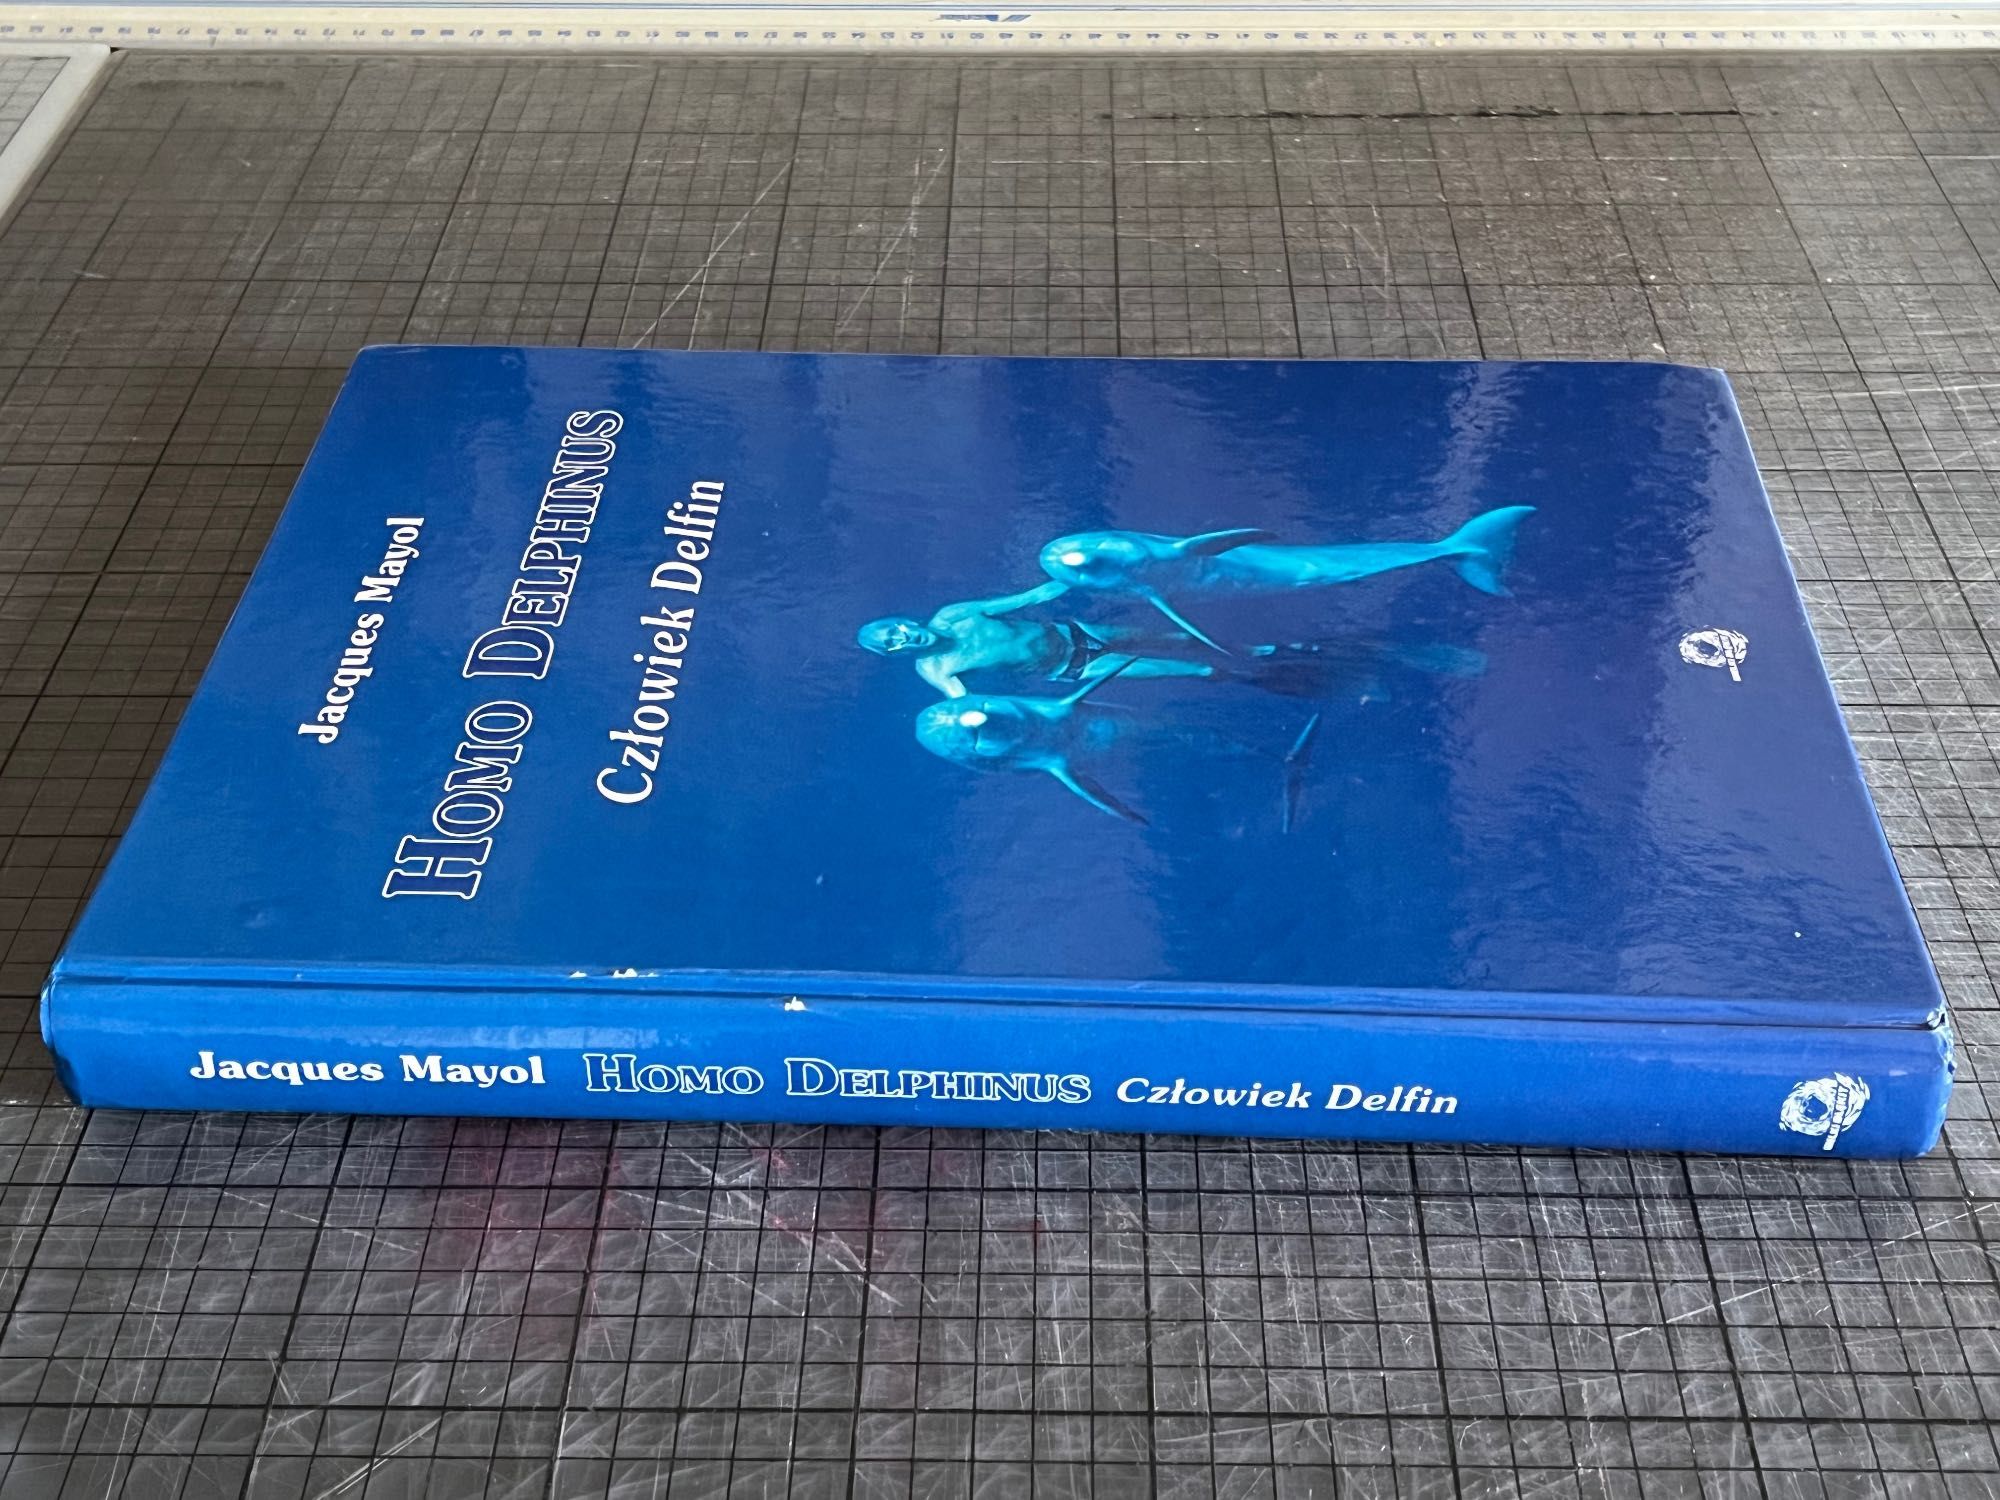 Jacques Mayol
HOMO DELPHINUS
Człowiek Delfin
Jacques Mayol HOMO DELPHINUS Człowiek Delfin